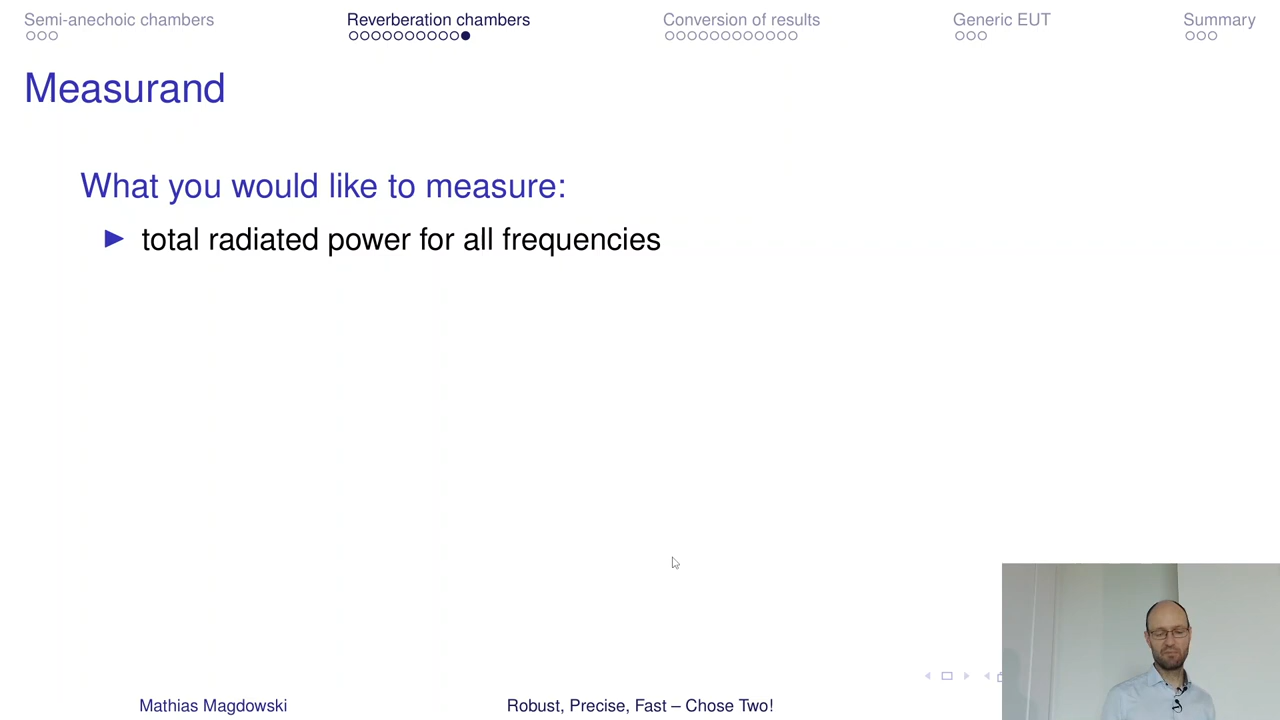 Semi-anechoic chambers
Reverberation chambers
Conversion of results
Generic EUT
Summary
Measurand
What you would like to measure:
total radiated power for all frequencies
Mathias Magdowski
Robust, Precise, Fast – Chose Two!